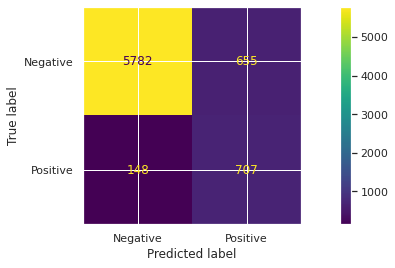 True label
Negative
5782
655
Positive
148
707
Negative
Positive
Predicted label
5000
4000
3000
2000
1000